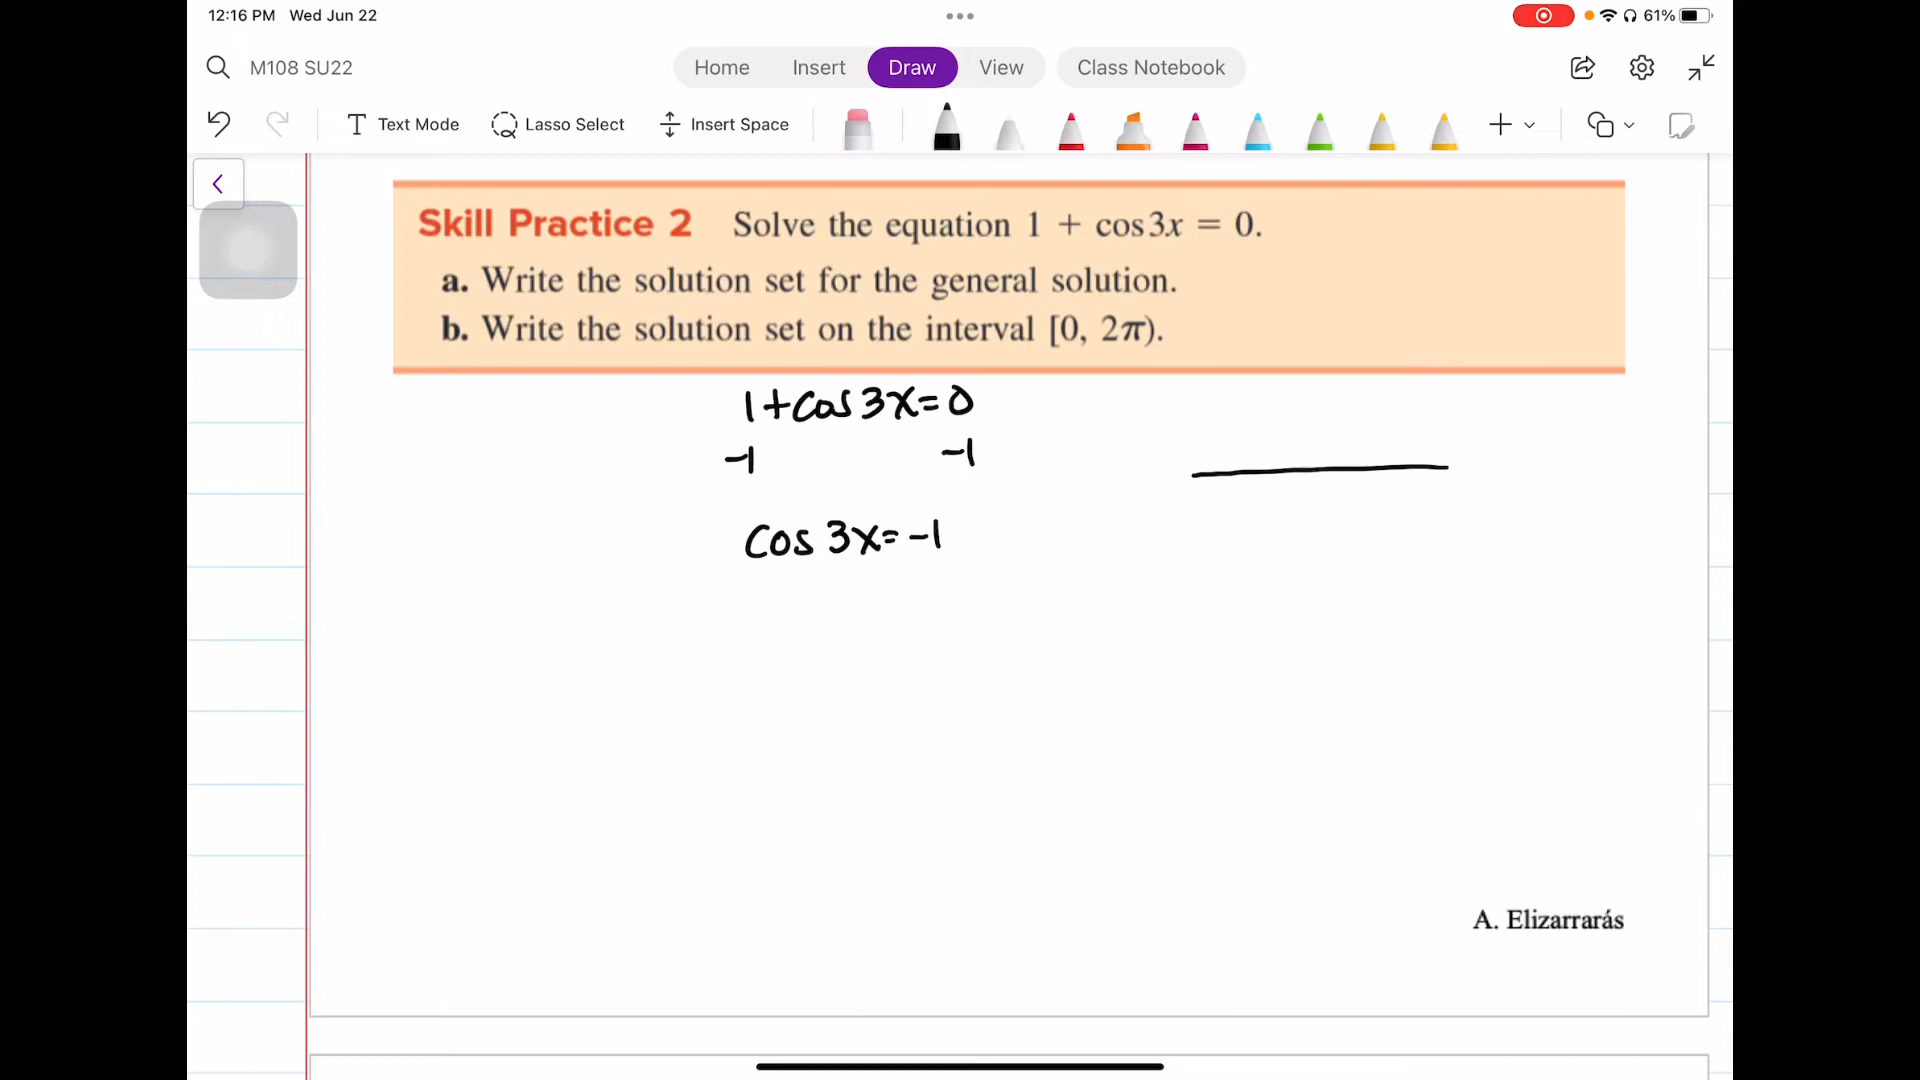 12:16 PM Wed Jun 22
61%
M108 SU22
Home Insert Draw View Class Notebook
Text Mode Lasso Select Insert Space
Skill Practice 2 Solve the equation 1 + cos 3x = 0.
a. Write the solution set for the general solution.
b. Write the solution set on the interval [0, 2π).
1+cos 3x=0
-1 -1
cos 3x=-1
A. Elizarrarás